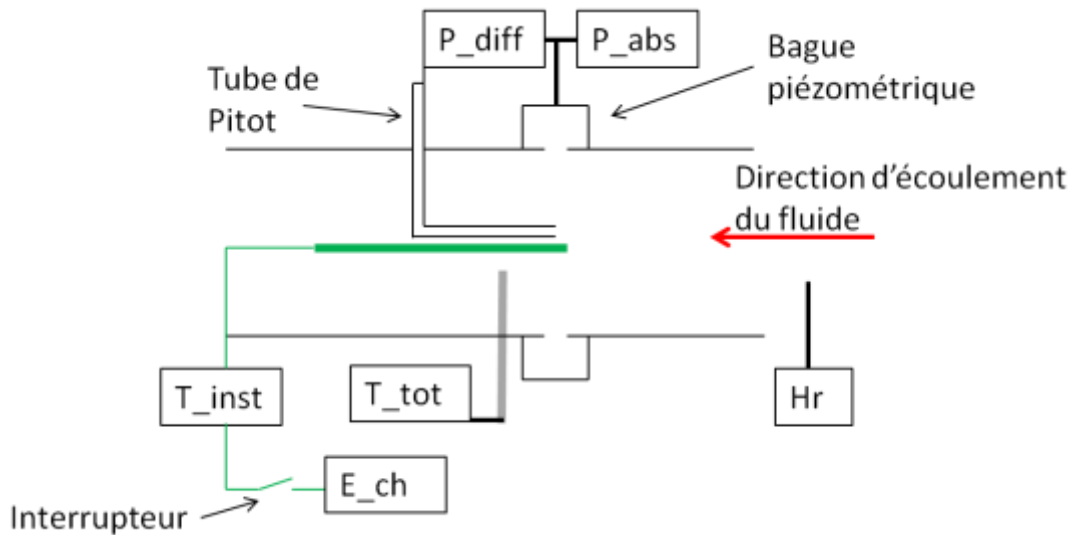 P_diff
P_abs
Bague
piézométrique
Tube de
Pitot
Direction d'écoulement
du fluide
T_inst
T_tot
Hr
E_ch
Interrupteur